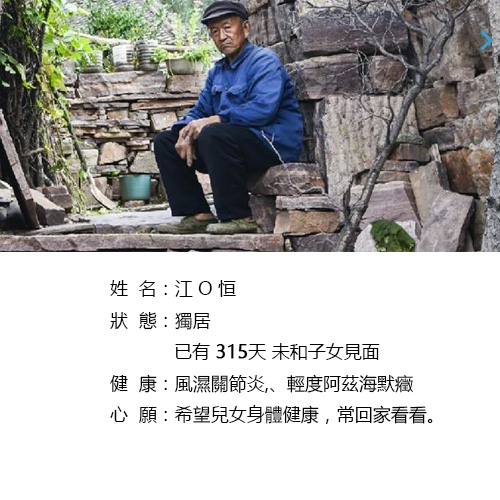 姓 名：江 O 恒
狀 態：獨居
已有 315天 未和子女見面
健 康：風濕關節炎,、輕度阿茲海默癥
心 願：希望兒女身體健康，常回家看看。